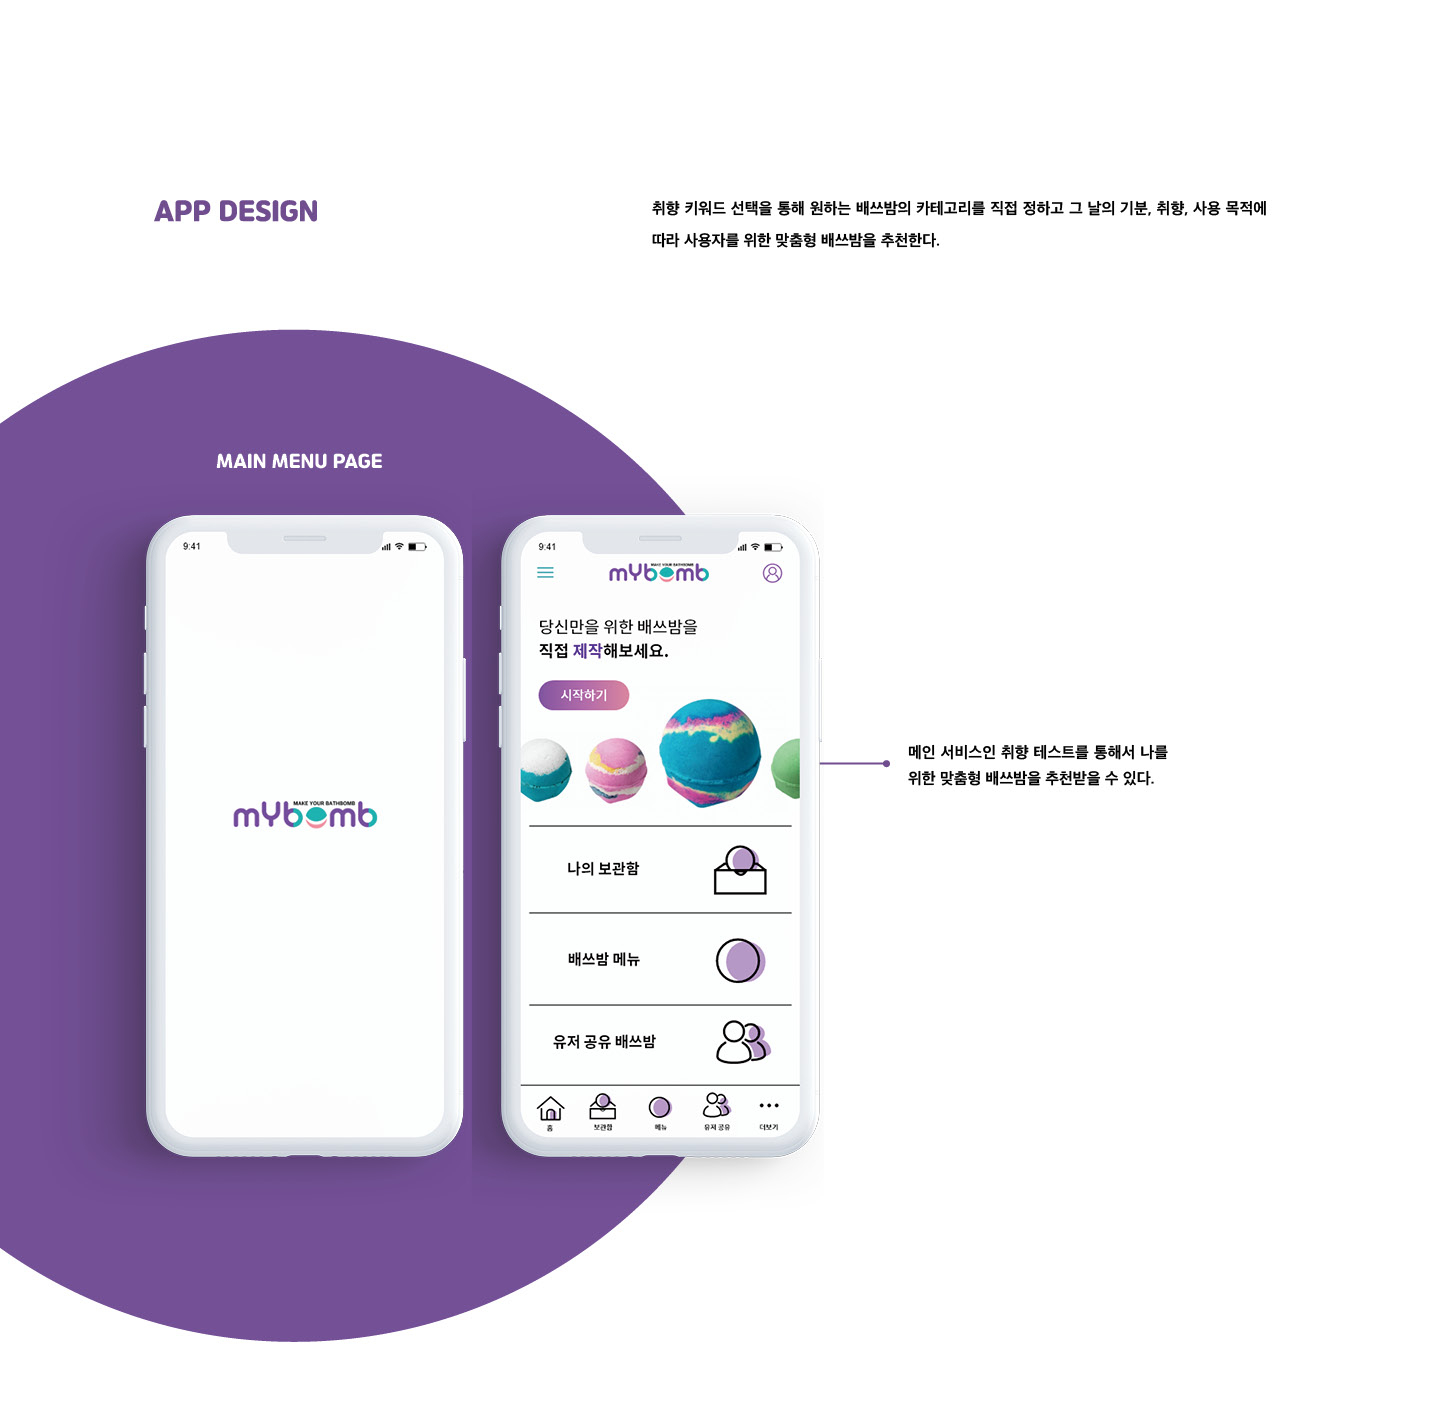 APP DESIGN
취향 키워드 선택을 통해 원하는 배쓰밤의 카테고리를 직접 정하고 그 날의 기분, 취향, 사용 목적에
따라 사용자를 위한 맞춤형 배쓰밤을 추천한다.
MAIN MENU PAGE
9:41
MAKE YOUR BATHBOMB
mybomb
9:41
MAKE YOUR BATHBOMB
mybomb
당신만을 위한 배쓰밤을
직접 제작해보세요.
시작하기
나의 보관함
배쓰밤 메뉴
유저 공유 배쓰밤
홈
보관함
메뉴
유저 공유
더보기
메인 서비스인 취향 테스트를 통해서 나를
위한 맞춤형 배쓰밤을 추천받을 수 있다.